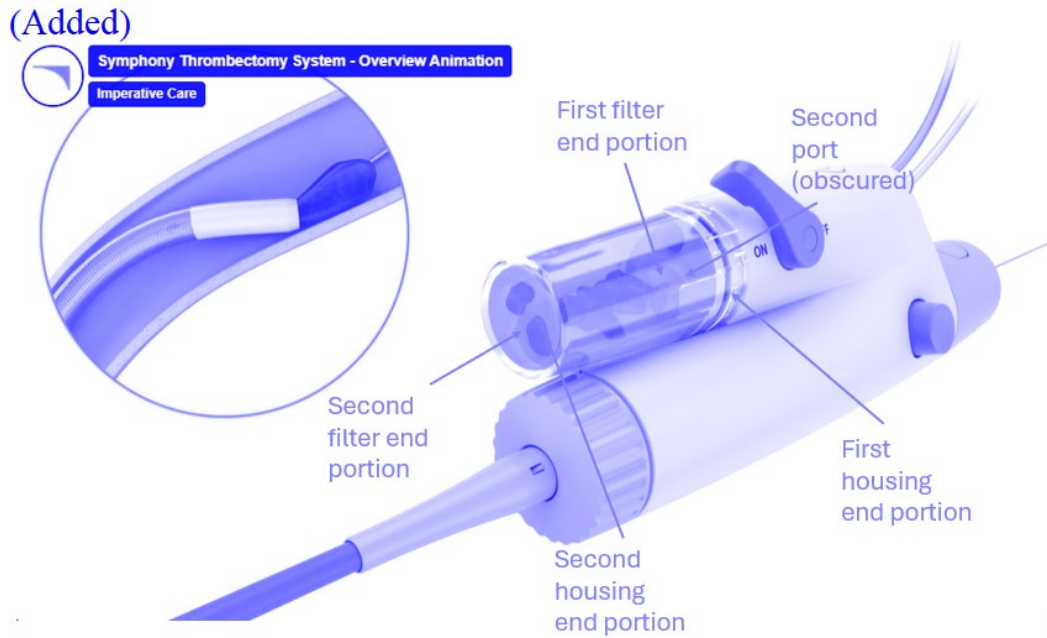 (Added)
Symphony Thrombectomy System - Overview Animation
Imperative Care
First filter
end portion
Second
port
(obscured)
ON
Second
filter end
portion
First
housing
end portion
Second
housing
end portion